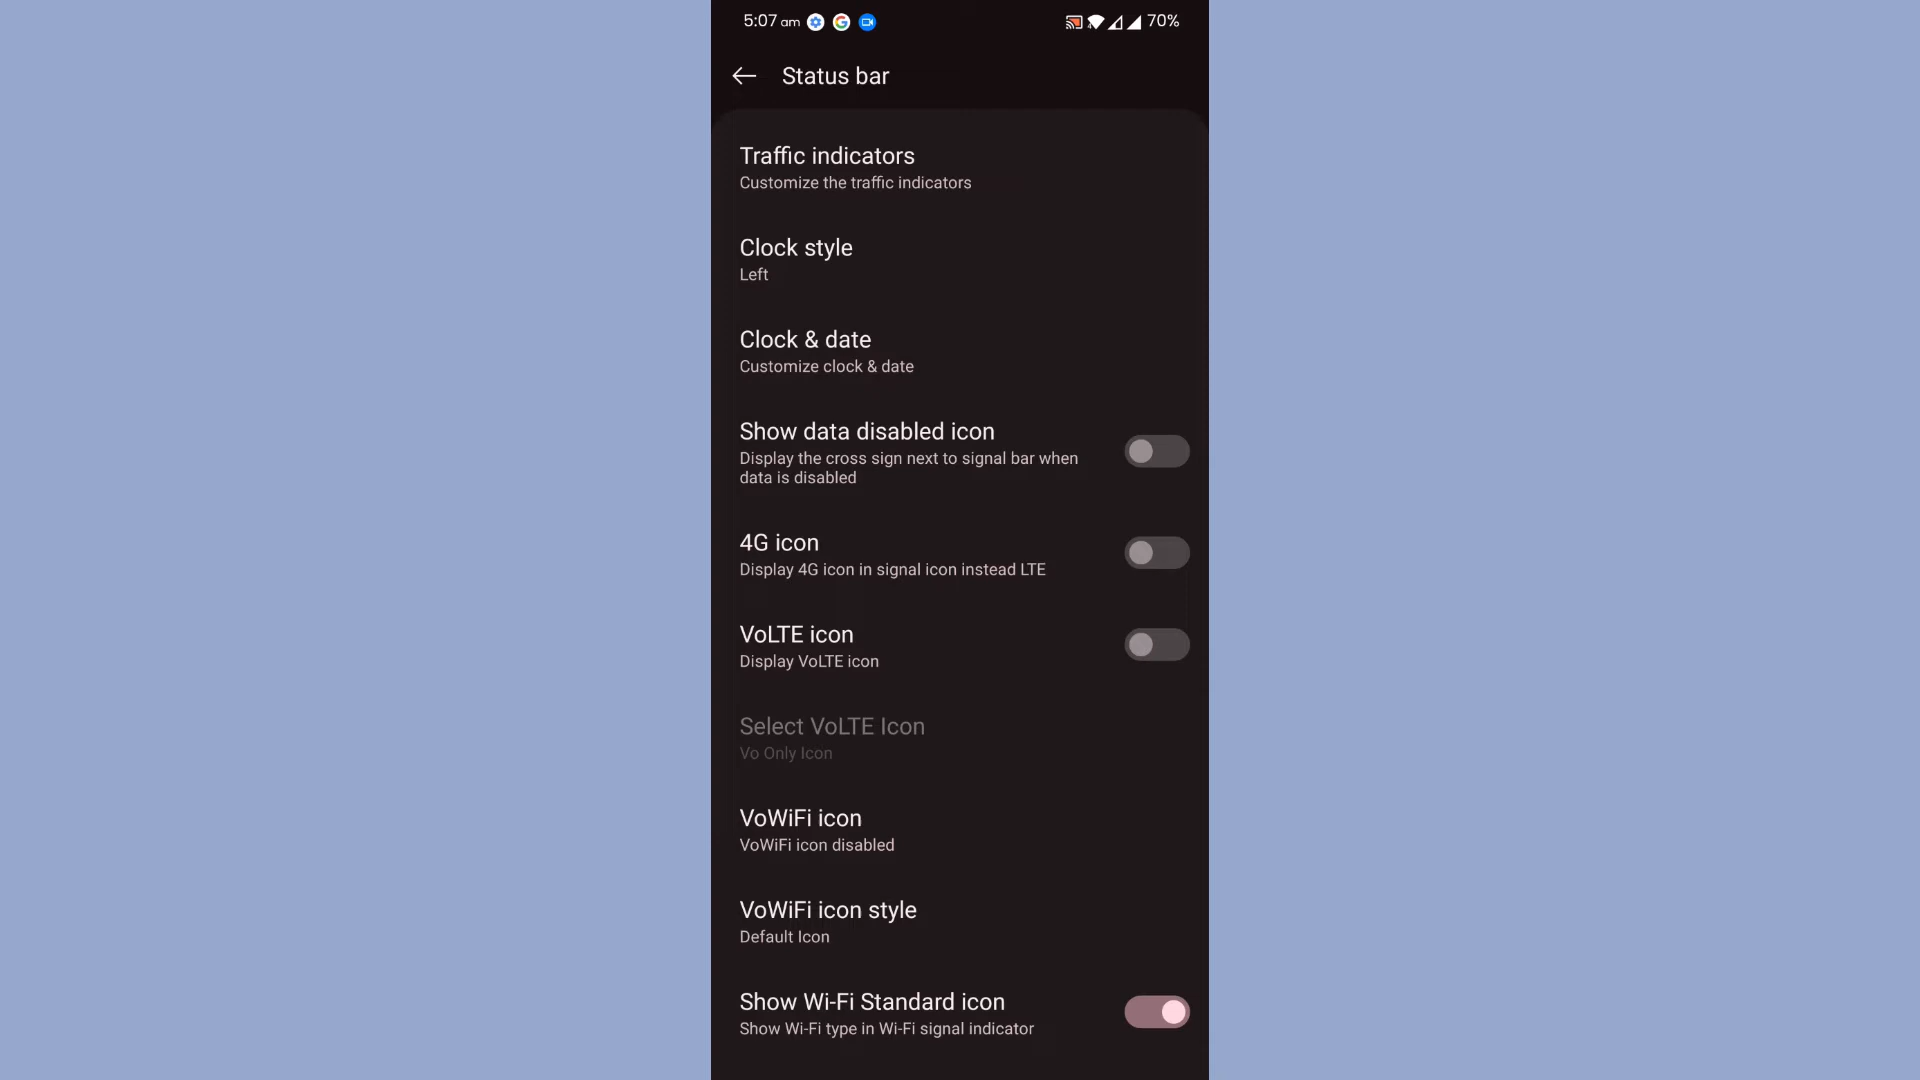 5:07 am 70%
Status bar
Traffic indicators
Customize the traffic indicators
Clock style
Left
Clock & date
Customize clock & date
Show data disabled icon
Display the cross sign next to signal bar when
data is disabled
4G icon
Display 4G icon in signal icon instead LTE
VoLTE icon
Display VoLTE icon
Select VoLTE Icon
Vo Only Icon
VoWiFi icon
VoWiFi icon disabled
VoWiFi icon style
Default Icon
Show Wi-Fi Standard icon
Show Wi-Fi type in Wi-Fi signal indicator